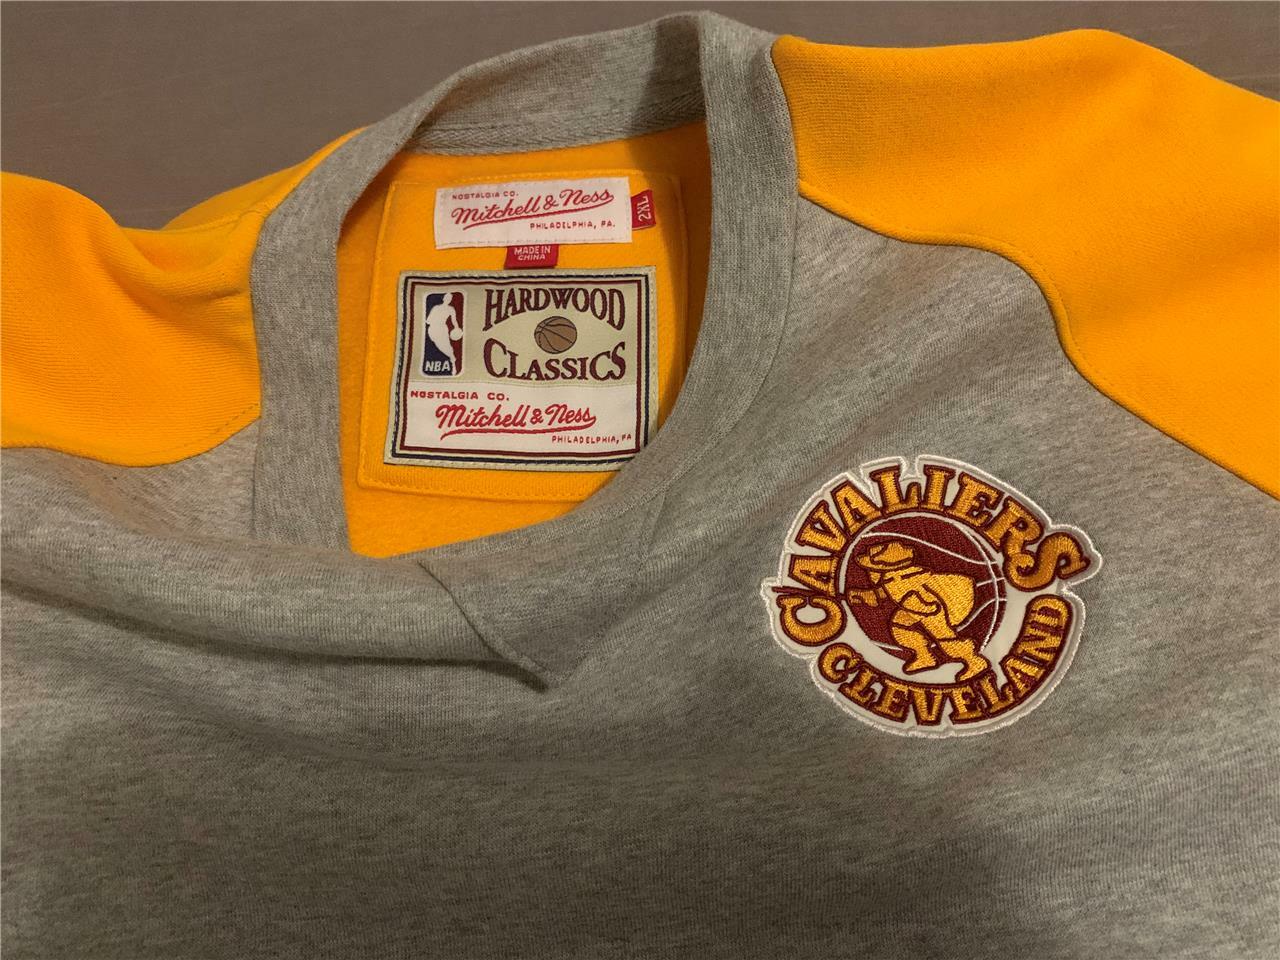 NOSTALGIA CO.
Mitchell & Ness
PHILADELPHIA, PA.
2XL
MADE IN
CHINA
HARDWOOD
CLASSICS
NBA
NOSTALGIA CO.
Mitchell & Ness
PHILADELPHIA, PA
CAVALIERS
CLEVELAND